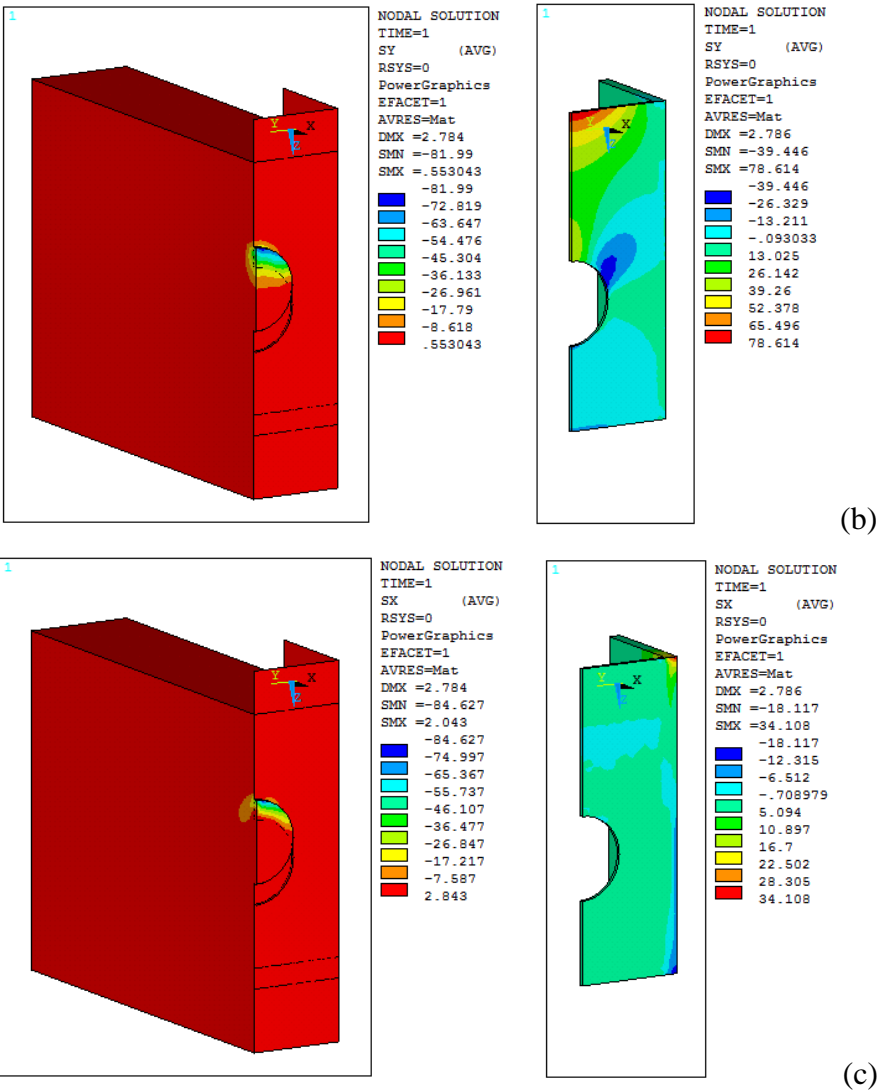 1
NODAL SOLUTION
TIME=1
SY (AVG)
RSYS=0
PowerGraphics
EFACET=1
AVRES=Mat
DMX =2.784
SMN =-81.99
SMX =.553043
-81.99
-72.819
-63.647
-54.476
-45.304
-36.133
-26.961
-17.79
-8.618
.553043
Y X
Z
1
NODAL SOLUTION
TIME=1
SY (AVG)
RSYS=0
PowerGraphics
EFACET=1
AVRES=Mat
DMX =2.786
SMN =-39.446
SMX =78.614
-39.446
-26.329
-13.211
-.093033
13.025
26.142
39.26
52.378
65.496
78.614
Y X
Z
(b)
1
NODAL SOLUTION
TIME=1
SX (AVG)
RSYS=0
PowerGraphics
EFACET=1
AVRES=Mat
DMX =2.784
SMN =-84.627
SMX =2.043
-84.627
-74.997
-65.367
-55.737
-46.107
-36.477
-26.847
-17.217
-7.587
2.843
Y X
Z
1
NODAL SOLUTION
TIME=1
SX (AVG)
RSYS=0
PowerGraphics
EFACET=1
AVRES=Mat
DMX =2.786
SMN =-18.117
SMX =34.108
-18.117
-12.315
-6.512
-.708979
5.094
10.897
16.7
22.502
28.305
34.108
Y X
Z
(c)